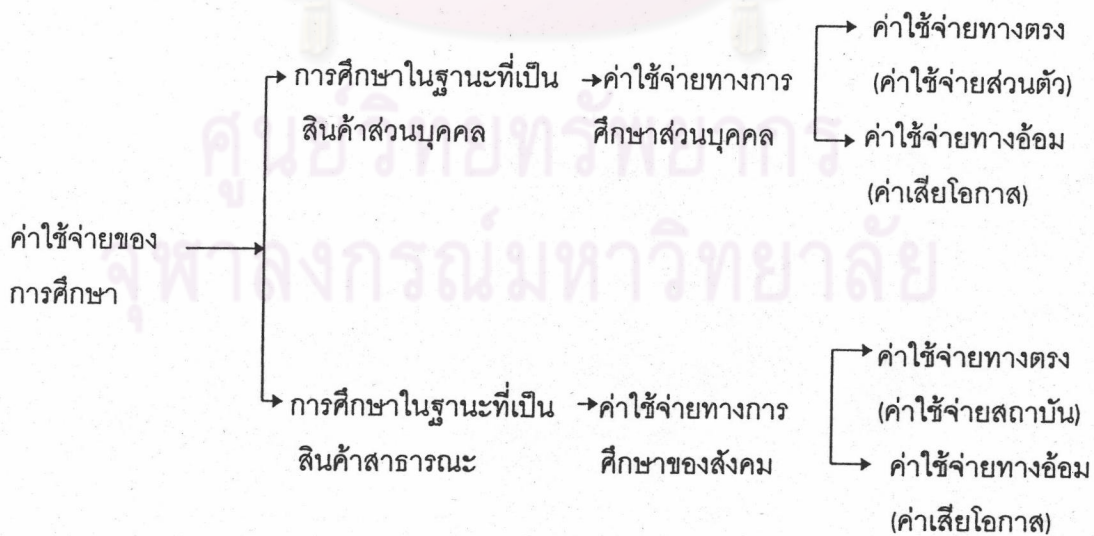 ค่าใช้จ่ายของ
การศึกษา
การศึกษาในฐานะที่เป็น
สินค้าส่วนบุคคล
ค่าใช้จ่ายทางการ
ศึกษาส่วนบุคคล
ค่าใช้จ่ายทางตรง
(ค่าใช้จ่ายส่วนตัว)
ค่าใช้จ่ายทางอ้อม
(ค่าเสียโอกาส)
การศึกษาในฐานะที่เป็น
สินค้าสาธารณะ
ค่าใช้จ่ายทางการ
ศึกษาของสังคม
ค่าใช้จ่ายทางตรง
(ค่าใช้จ่ายสถาบัน)
ค่าใช้จ่ายทางอ้อม
(ค่าเสียโอกาส)
ศูนย์วิทยทรัพยากร
จุฬาลงกรณ์มหาวิทยาลัย